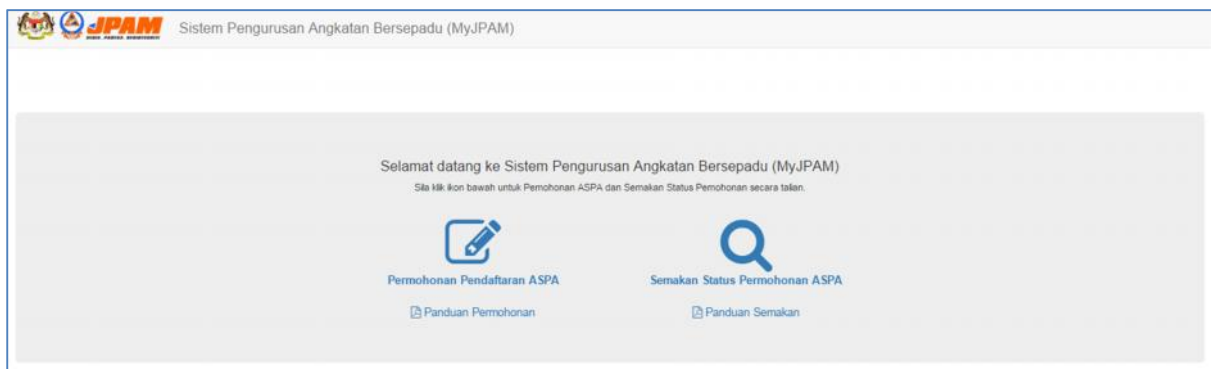 JPAM Sistem Pengurusan Angkatan Bersepadu (MyJPAM)
Selamat datang ke Sistem Pengurusan Angkatan Bersepadu (MyJPAM)
Sila klik ikon bawah untuk Pemohonan ASPA dan Semakan Status Pemohonan secara talian.
Permohonan Pendaftaran ASPA
Semakan Status Permohonan ASPA
Panduan Permohonan
Panduan Semakan